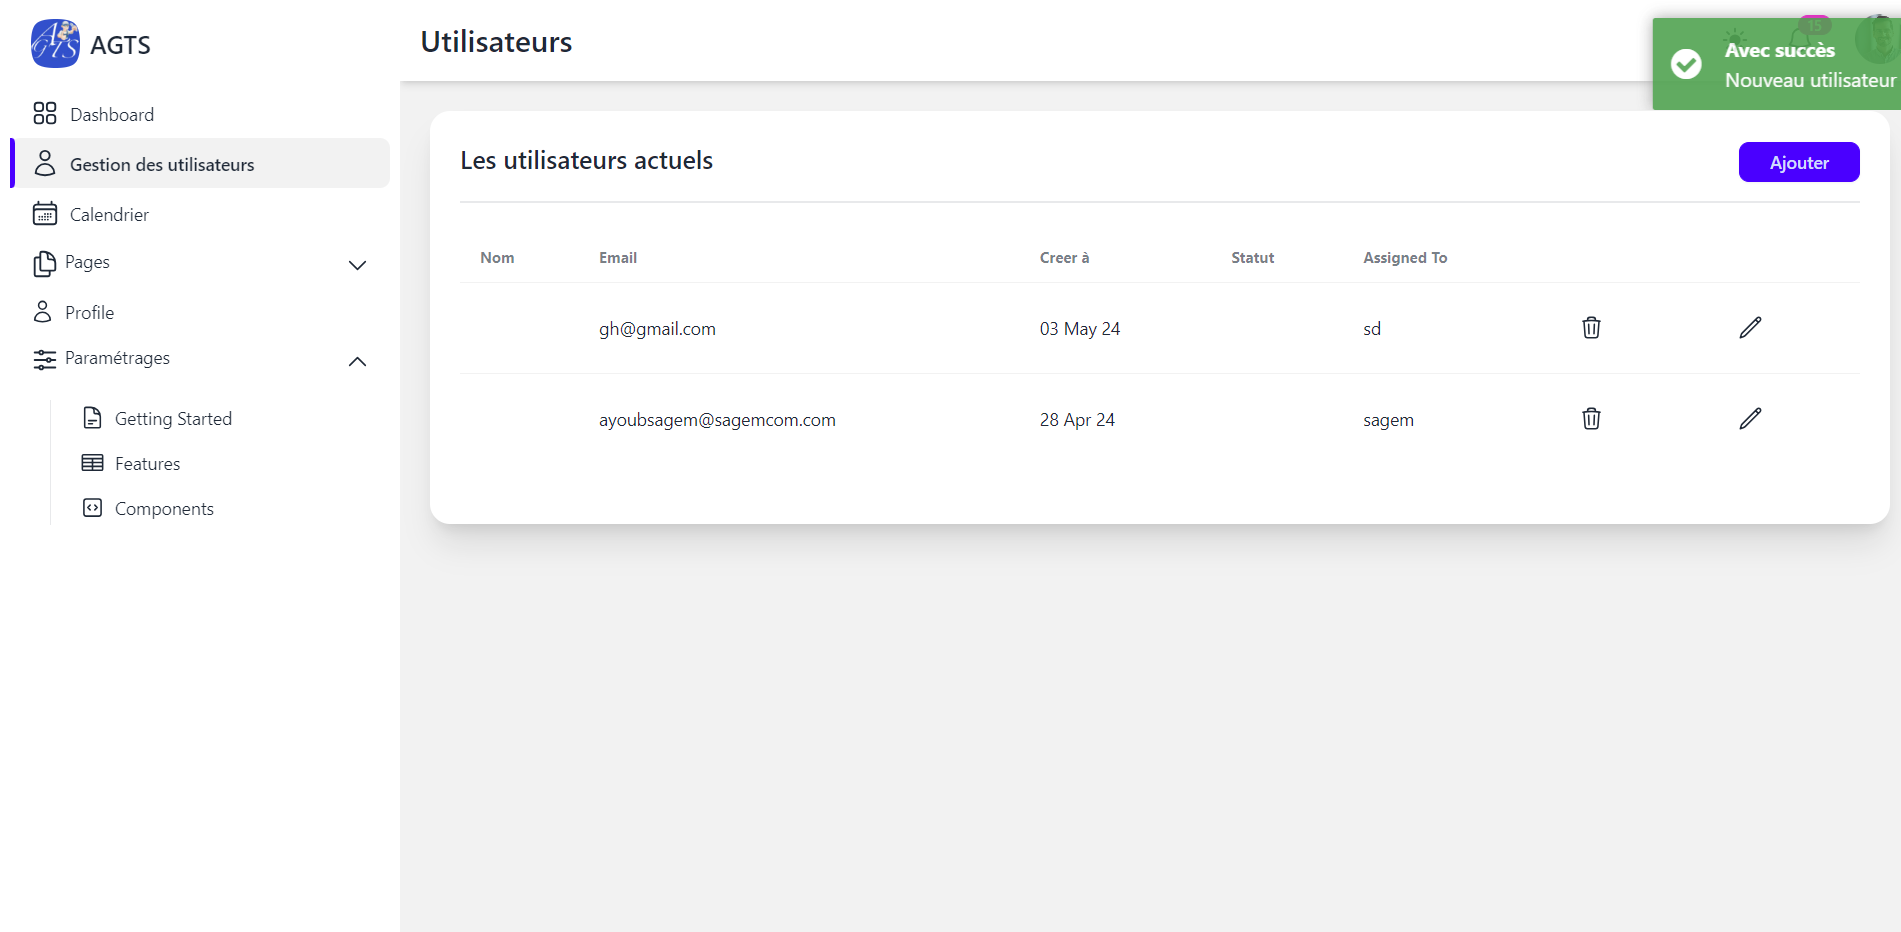 AGTS
Utilisateurs
15
Avec succès
Nouveau utilisateur
Dashboard
Gestion des utilisateurs
Calendrier
Pages
Profile
Paramétrages
Getting Started
Features
Components
Les utilisateurs actuels
Ajouter
Nom Email Creer à Statut Assigned To
gh@gmail.com 03 May 24 sd
ayoubsagem@sagemcom.com 28 Apr 24 sagem